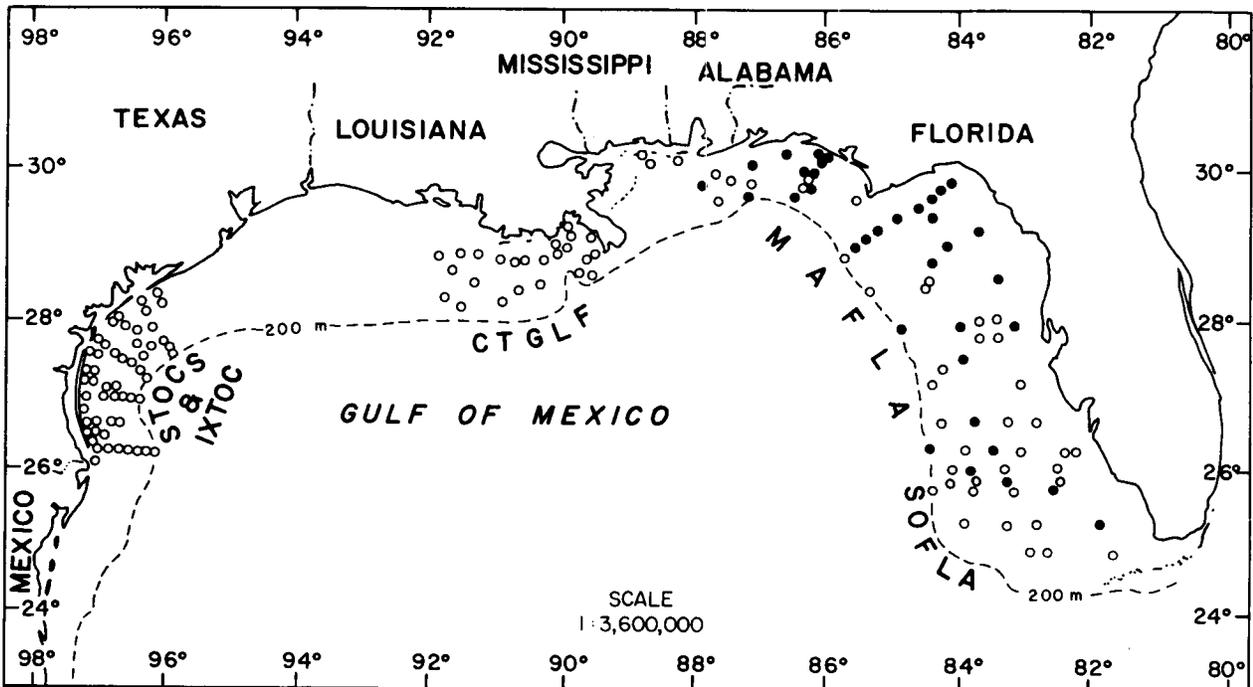 98° 96° 94° 92° 90° 88° 86° 84° 82° 80°
MISSISSIPPI ALABAMA
TEXAS LOUISIANA FLORIDA
30° 30°
MAFLA
28° 28°
200 m
CTGLF
STOCS
&
IXTOC
GULF OF MEXICO
26° 26°
MEXICO
SOFLA
SCALE
1:3,600,000
200 m
24° 24°
98° 96° 94° 92° 90° 88° 86° 84° 82° 80°